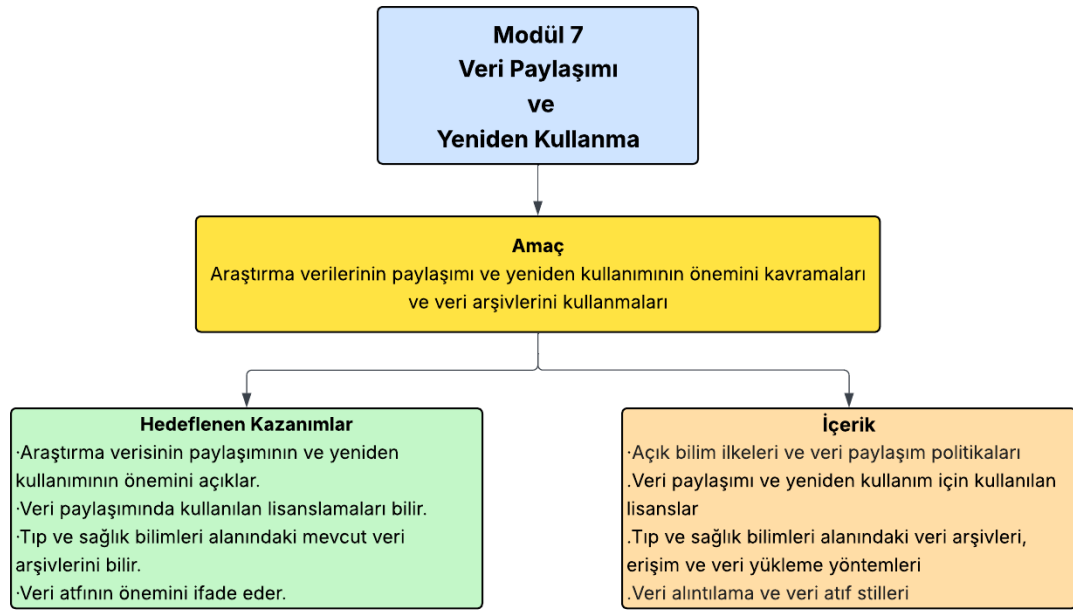 Modül 7
Veri Paylaşımı
ve
Yeniden Kullanma
Amaç
Araştırma verilerinin paylaşımı ve yeniden kullanımının önemini kavramaları
ve veri arşivlerini kullanmaları
Hedeflenen Kazanımlar
·Araştırma verisinin paylaşımının ve yeniden
kullanımının önemini açıklar.
·Veri paylaşımında kullanılan lisanslamaları bilir.
·Tıp ve sağlık bilimleri alanındaki mevcut veri
arşivlerini bilir.
·Veri atfının önemini ifade eder.
İçerik
·Açık bilim ilkeleri ve veri paylaşım politikaları
.Veri paylaşımı ve yeniden kullanım için kullanılan
lisanslar
.Tıp ve sağlık bilimleri alanındaki veri arşivleri,
erişim ve veri yükleme yöntemleri
.Veri alıntılama ve veri atıf stilleri